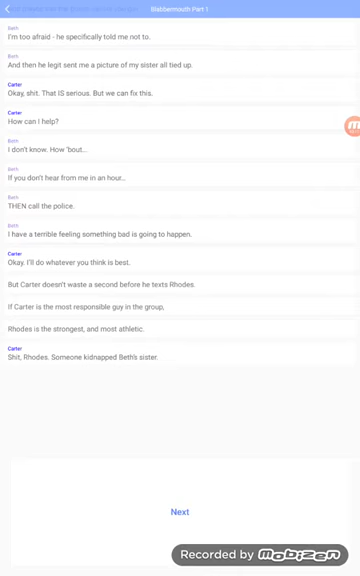 Blabbermouth Part 1
Beth
I'm too afraid - he specifically told me not to.
Beth
And then he legit sent me a picture of my sister all tied up.
Carter
Okay, shit. That IS serious. But we can fix this.
Carter
How can I help?
Beth
I don't know. How 'bout...
Beth
If you don't hear from me in an hour...
Beth
THEN call the police.
Beth
I have a terrible feeling something bad is going to happen.
Carter
Okay. I'll do whatever you think is best.
But Carter doesn't waste a second before he texts Rhodes.
If Carter is the most responsible guy in the group,
Rhodes is the strongest, and most athletic.
Carter
Shit, Rhodes. Someone kidnapped Beth's sister.
Next
Recorded by Mobizen